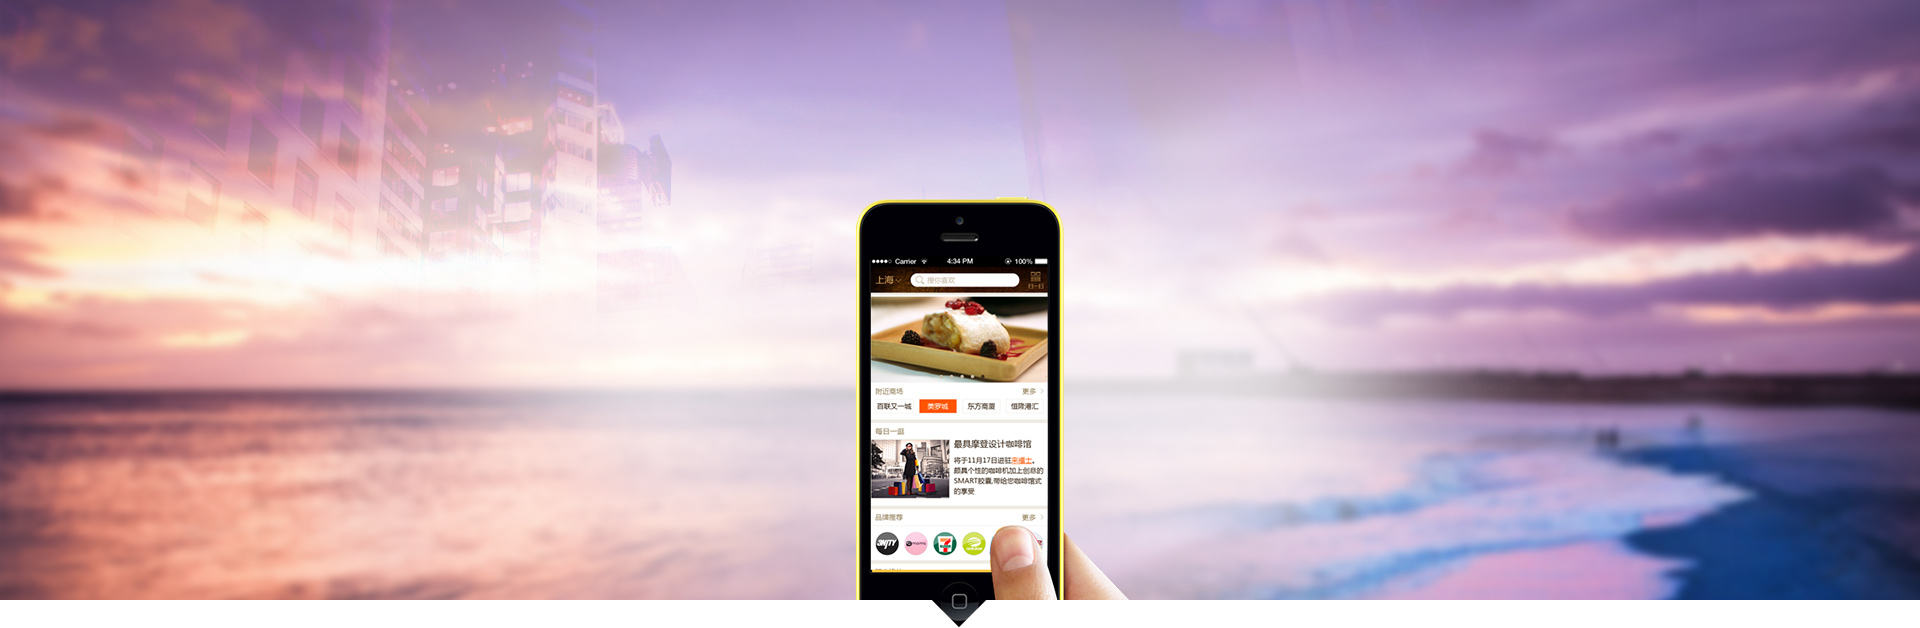 Carrier 4:34 PM 100%
上海 搜你喜欢 扫一扫
附近商场 更多
百联又一城 美罗城 东方商厦 恒隆港汇
每日一逛
最具摩登设计咖啡馆
将于11月17日进驻来福士。
颇具个性的咖啡机加上创意的
SMART胶囊,带给您咖啡馆式
的享受
品牌推荐 更多